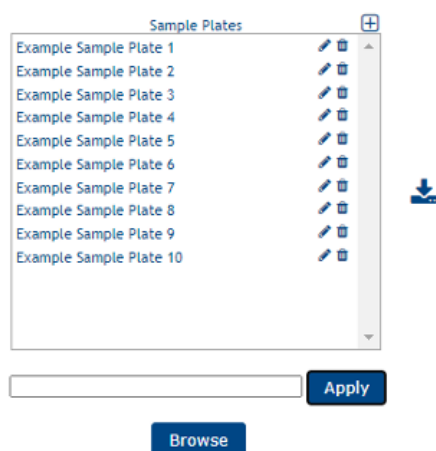 Sample Plates
Example Sample Plate 1
Example Sample Plate 2
Example Sample Plate 3
Example Sample Plate 4
Example Sample Plate 5
Example Sample Plate 6
Example Sample Plate 7
Example Sample Plate 8
Example Sample Plate 9
Example Sample Plate 10
Apply
Browse